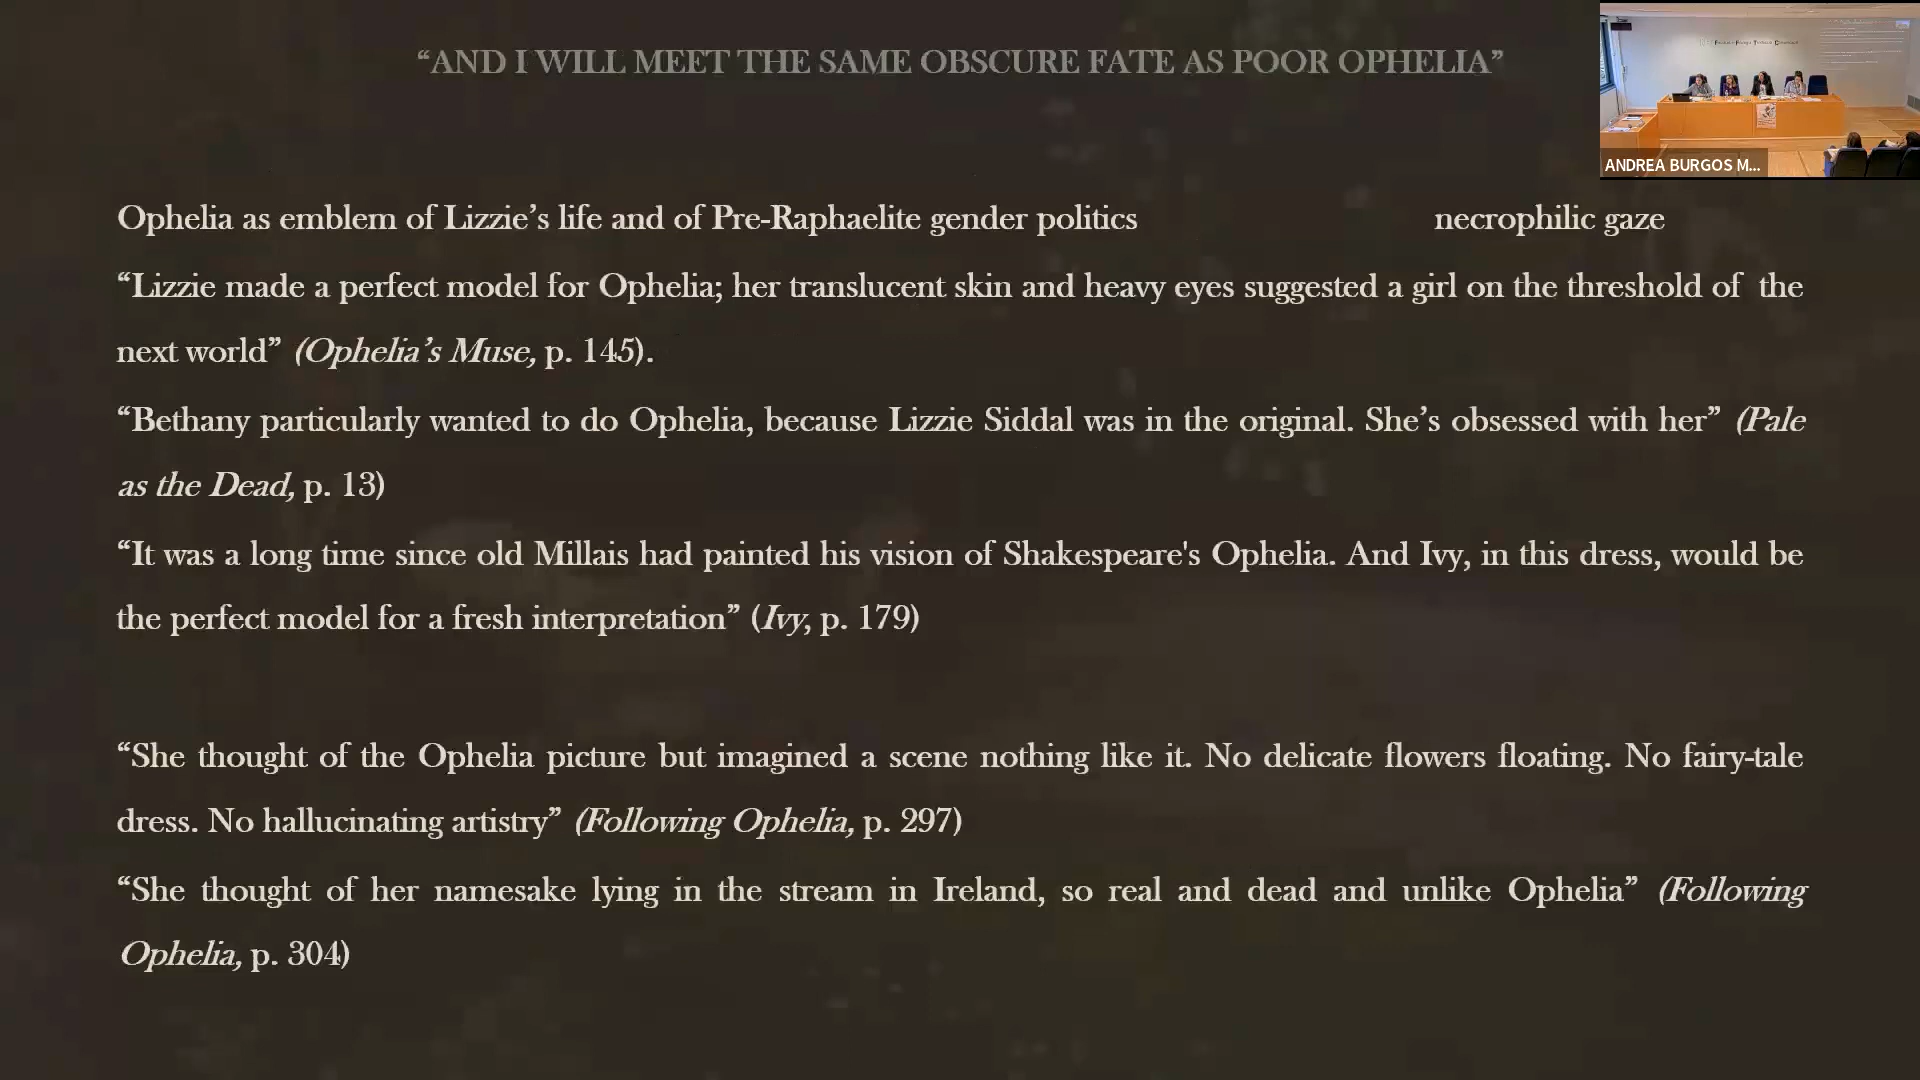 “AND I WILL MEET THE SAME OBSCURE FATE AS POOR OPHELIA”
ANDREA BURGOS M...
Ophelia as emblem of Lizzie’s life and of Pre-Raphaelite gender politics necrophilic gaze
“Lizzie made a perfect model for Ophelia; her translucent skin and heavy eyes suggested a girl on the threshold of the
next world” (Ophelia’s Muse, p. 145).
“Bethany particularly wanted to do Ophelia, because Lizzie Siddal was in the original. She’s obsessed with her” (Pale
as the Dead, p. 13)
“It was a long time since old Millais had painted his vision of Shakespeare's Ophelia. And Ivy, in this dress, would be
the perfect model for a fresh interpretation” (Ivy, p. 179)
“She thought of the Ophelia picture but imagined a scene nothing like it. No delicate flowers floating. No fairy-tale
dress. No hallucinating artistry” (Following Ophelia, p. 297)
“She thought of her namesake lying in the stream in Ireland, so real and dead and unlike Ophelia” (Following
Ophelia, p. 304)